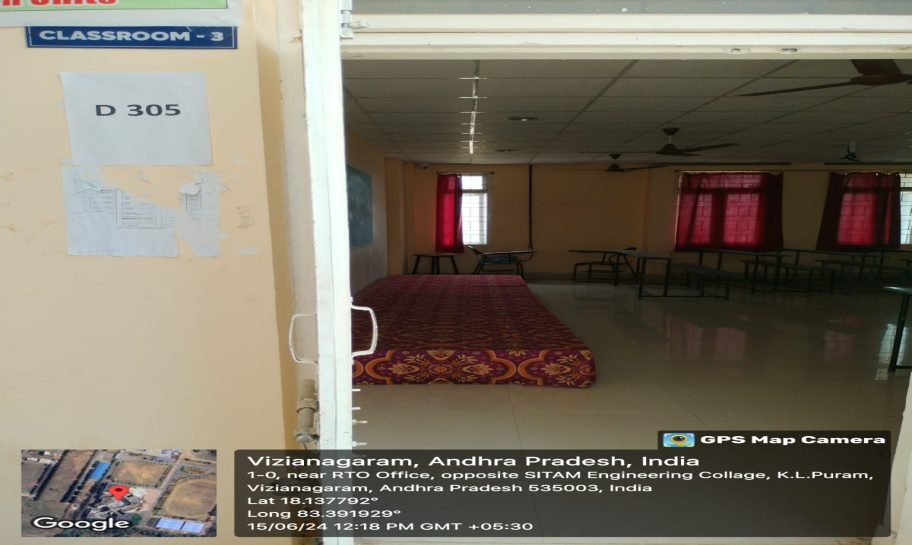 CLASSROOM - 3
D 305
GPS Map Camera
Vizianagaram, Andhra Pradesh, India
1-0, near RTO Office, opposite SITAM Engineering Collage, K.L.Puram,
Vizianagaram, Andhra Pradesh 535003, India
Lat 18.137792°
Long 83.391929°
15/06/24 12:18 PM GMT +05:30
Google